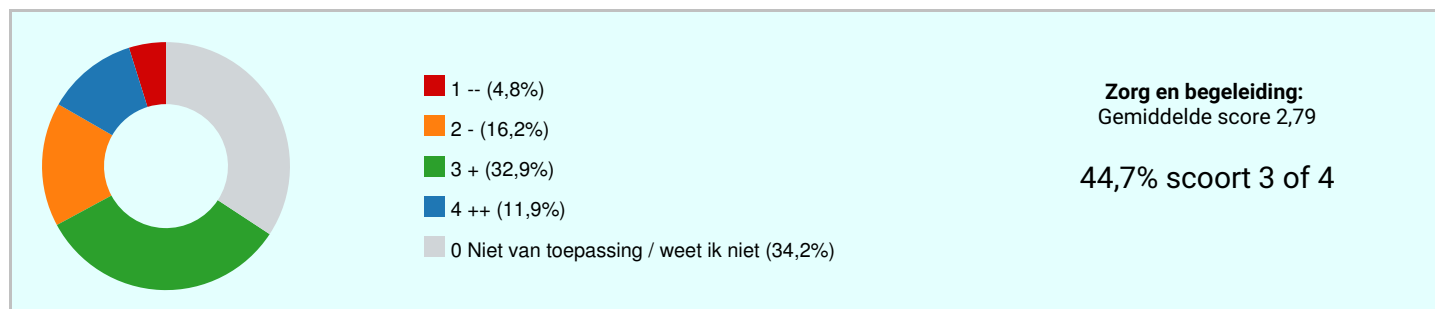 1 -- (4,8%)
2 - (16,2%)
3 + (32,9%)
4 ++ (11,9%)
0 Niet van toepassing / weet ik niet (34,2%)
Zorg en begeleiding:
Gemiddelde score 2,79
44,7% scoort 3 of 4